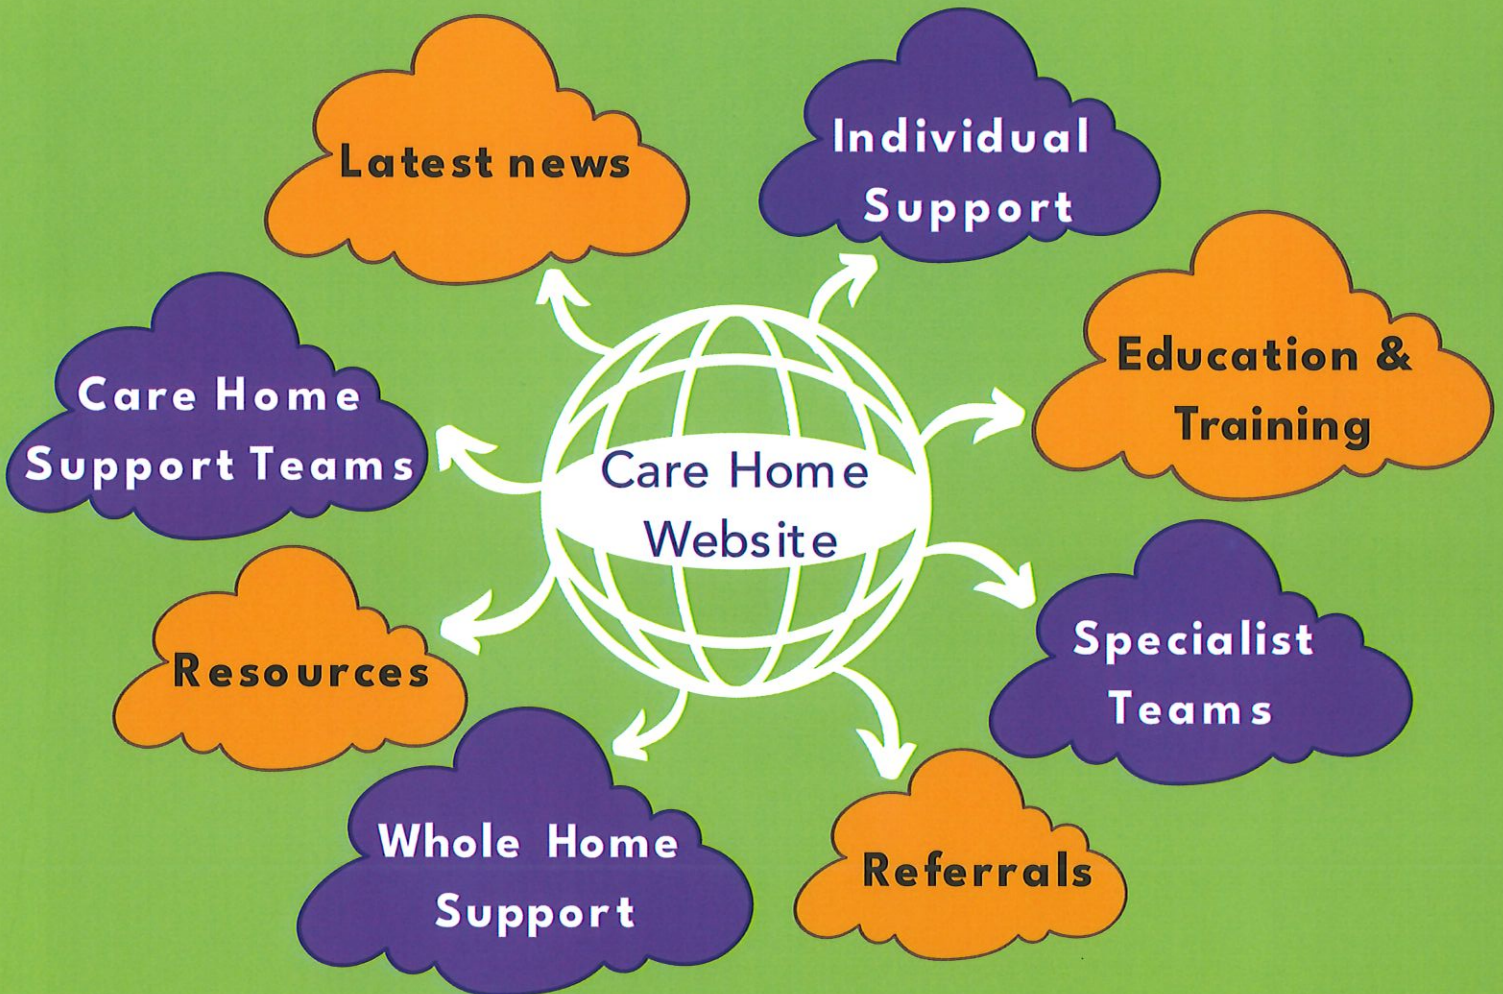 Latest news
Individual
Support
Education &
Training
Care Home
Support Teams
Care Home
Website
Specialist
Teams
Resources
Whole Home
Support
Referrals